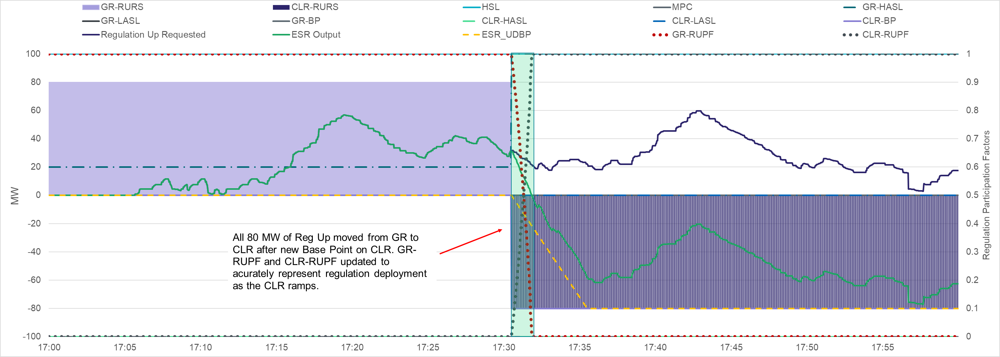 GR-RURS CLR-RURS HSL MPC GR-HASL
GR-LASL GR-BP CLR-HASL CLR-LASL CLR-BP
Regulation Up Requested ESR Output ESR_UDBP GR-RUPF CLR-RUPF
100 1
80 0.9
60 0.8
40 0.7
20 0.6
0 0.5
-20 0.4
-40 0.3
-60 0.2
-80 0.1
-100 0
MW
Regulation Participation Factors
All 80 MW of Reg Up moved from GR to
CLR after new Base Point on CLR. GR-
RUPF and CLR-RUPF updated to
acurately represent regulation deployment
as the CLR ramps.
17:00 17:05 17:10 17:15 17:20 17:25 17:30 17:35 17:40 17:45 17:50 17:55